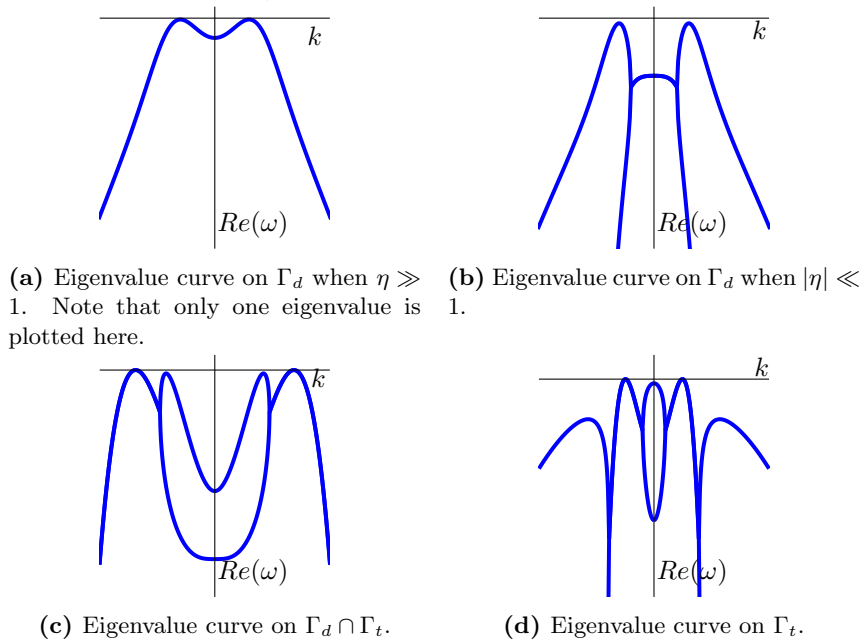 k
k
Re(ω)
Re(ω)
(a) Eigenvalue curve on Γ_d when η ≫
1. Note that only one eigenvalue is
plotted here.
(b) Eigenvalue curve on Γ_d when |η| ≪
1.
k
k
Re(ω)
Re(ω)
(c) Eigenvalue curve on Γ_d ∩ Γ_t.
(d) Eigenvalue curve on Γ_t.